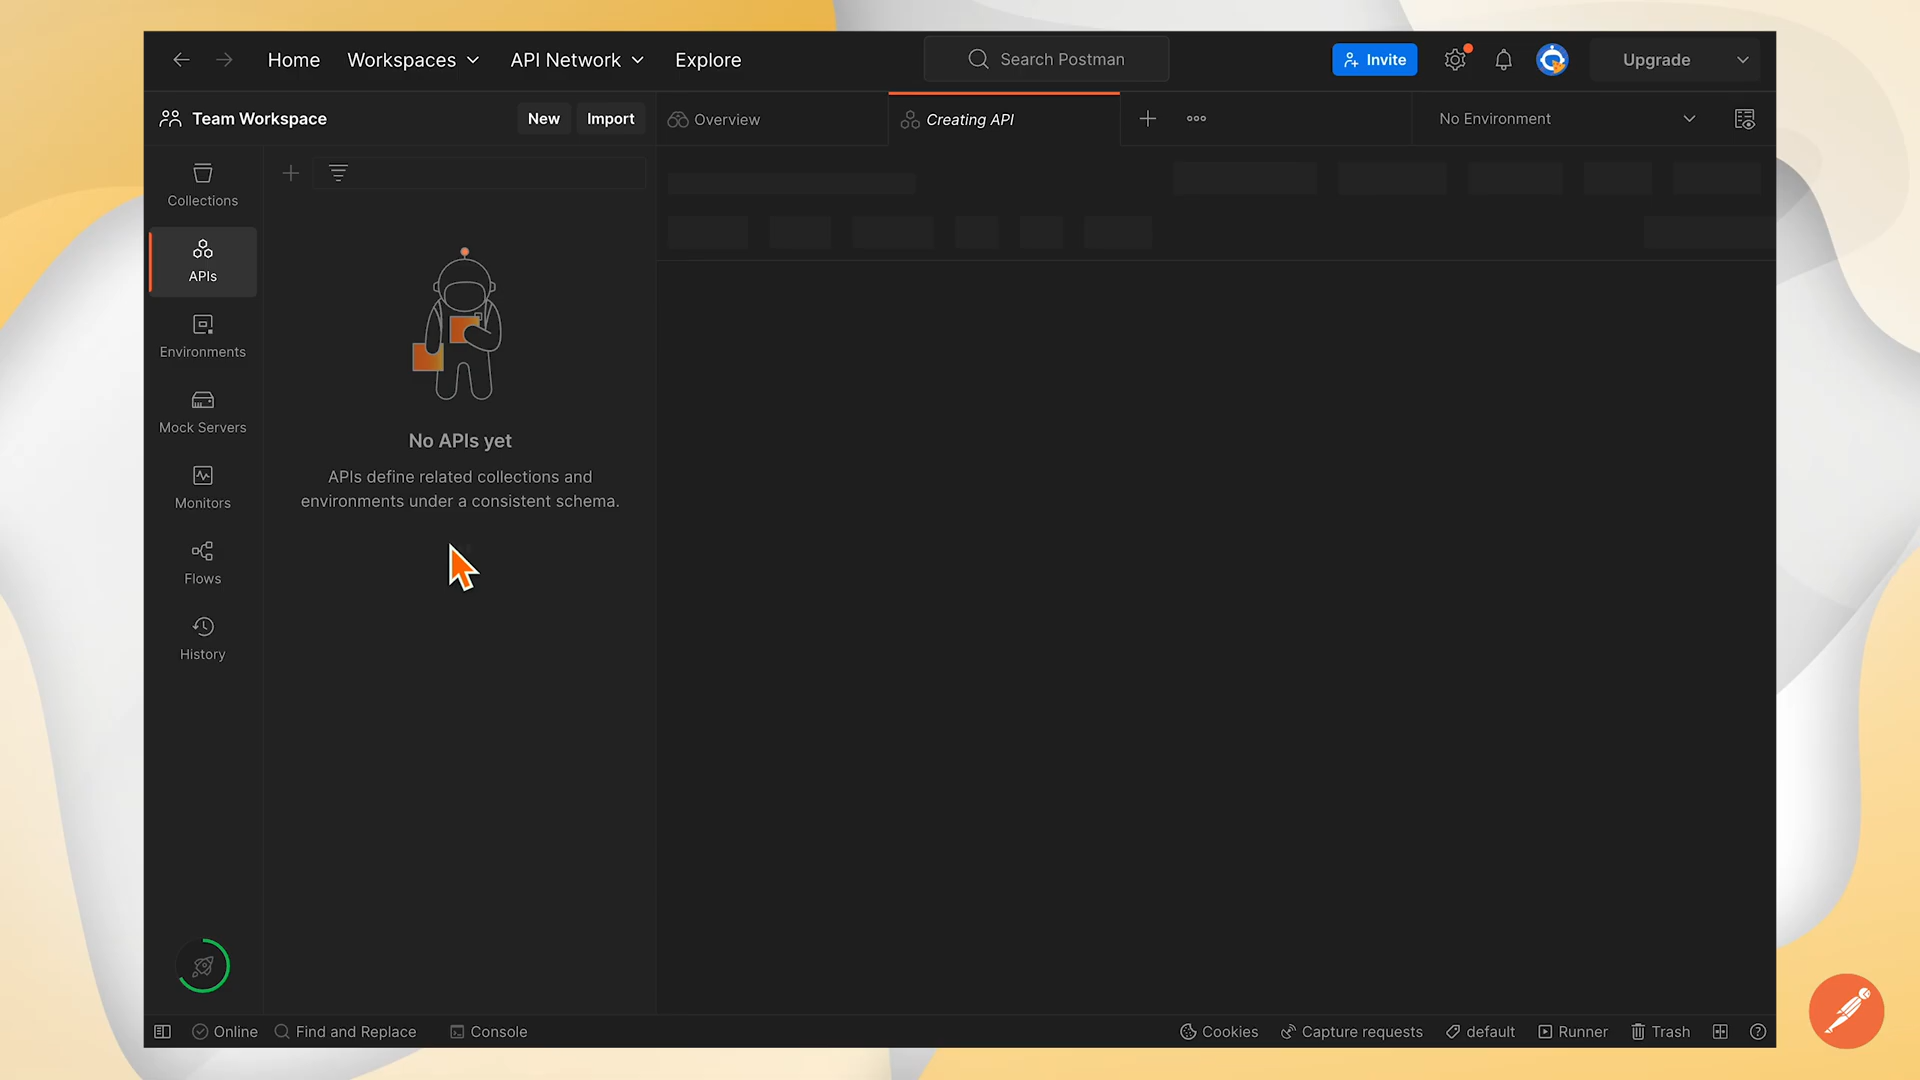 Home Workspaces API Network Explore Search Postman Invite Upgrade
Team Workspace New Import Overview Creating API No Environment
Collections
APIs
Environments
Mock Servers
Monitors
Flows
History
No APIs yet
APIs define related collections and
environments under a consistent schema.
Online Find and Replace Console Cookies Capture requests default Runner Trash